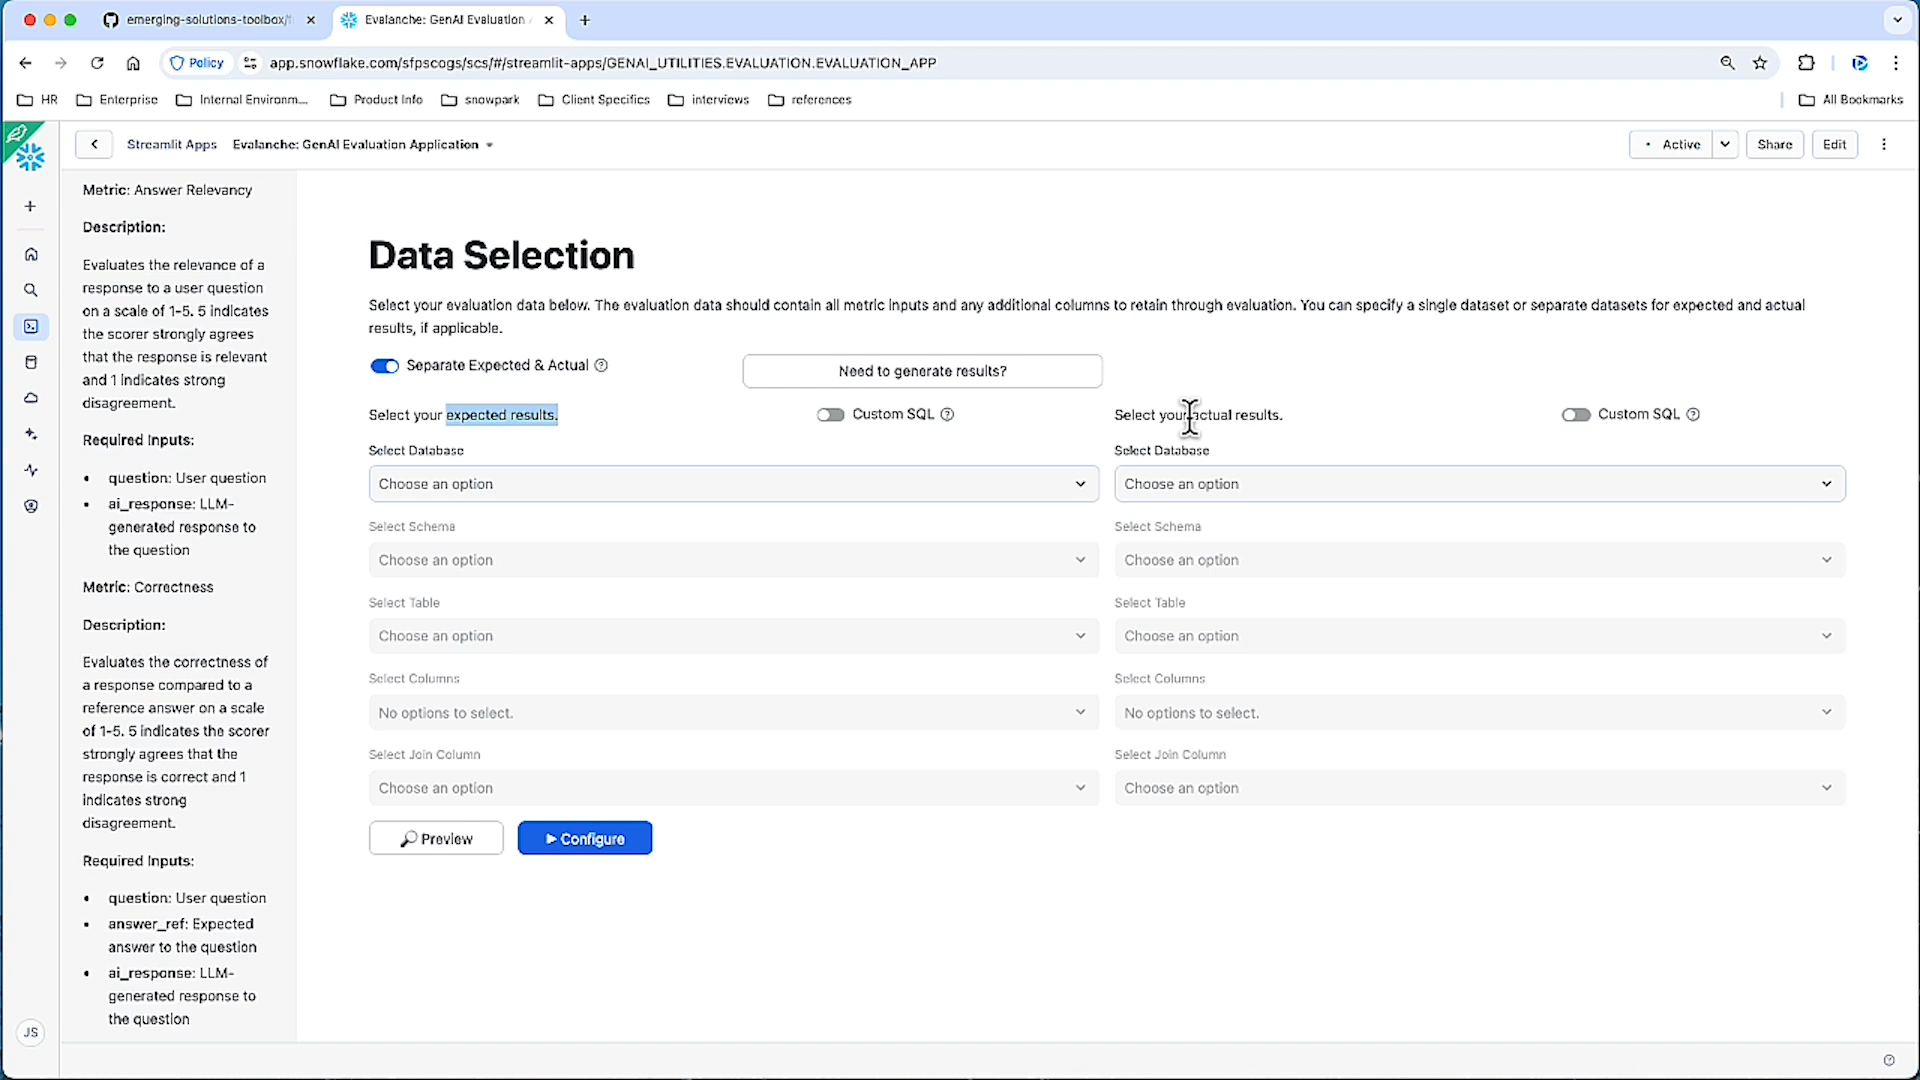 emerging-solutions-toolbox/
Evalanche: GenAI Evaluation
Policy
app.snowflake.com/sfpscogs/scs/#/streamlit-apps/GENAI_UTILITIES.EVALUATION.EVALUATION_APP
HR
Enterprise
Internal Environm...
Product Info
snowpark
Client Specifics
interviews
references
All Bookmarks
Streamlit Apps
Evalanche: GenAI Evaluation Application
Active
Share
Edit
Metric: Answer Relevancy
Description:
Evaluates the relevance of a
response to a user question
on a scale of 1-5. 5 indicates
the scorer strongly agrees
that the response is relevant
and 1 indicates strong
disagreement.
Required Inputs:
• question: User question
• ai_response: LLM-
generated response to
the question
Metric: Correctness
Description:
Evaluates the correctness of
a response compared to a
reference answer on a scale
of 1-5. 5 indicates the scorer
strongly agrees that the
response is correct and 1
indicates strong
disagreement.
Required Inputs:
• question: User question
• answer_ref: Expected
answer to the question
• ai_response: LLM-
generated response to
the question
JS
Data Selection
Select your evaluation data below. The evaluation data should contain all metric inputs and any additional columns to retain through evaluation. You can specify a single dataset or separate datasets for expected and actual
results, if applicable.
Separate Expected & Actual
Need to generate results?
Select your expected results.
Custom SQL
Select your actual results.
Custom SQL
Select Database
Select Database
Choose an option
Choose an option
Select Schema
Select Schema
Choose an option
Choose an option
Select Table
Select Table
Choose an option
Choose an option
Select Columns
Select Columns
No options to select.
No options to select.
Select Join Column
Select Join Column
Choose an option
Choose an option
Preview
Configure